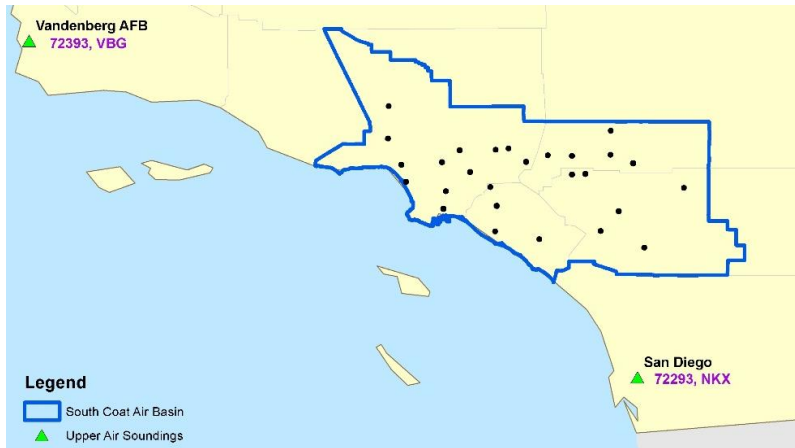 Vandenberg AFB
72393, VBG
San Diego
72293, NKX
Legend
South Coat Air Basin
Upper Air Soundings